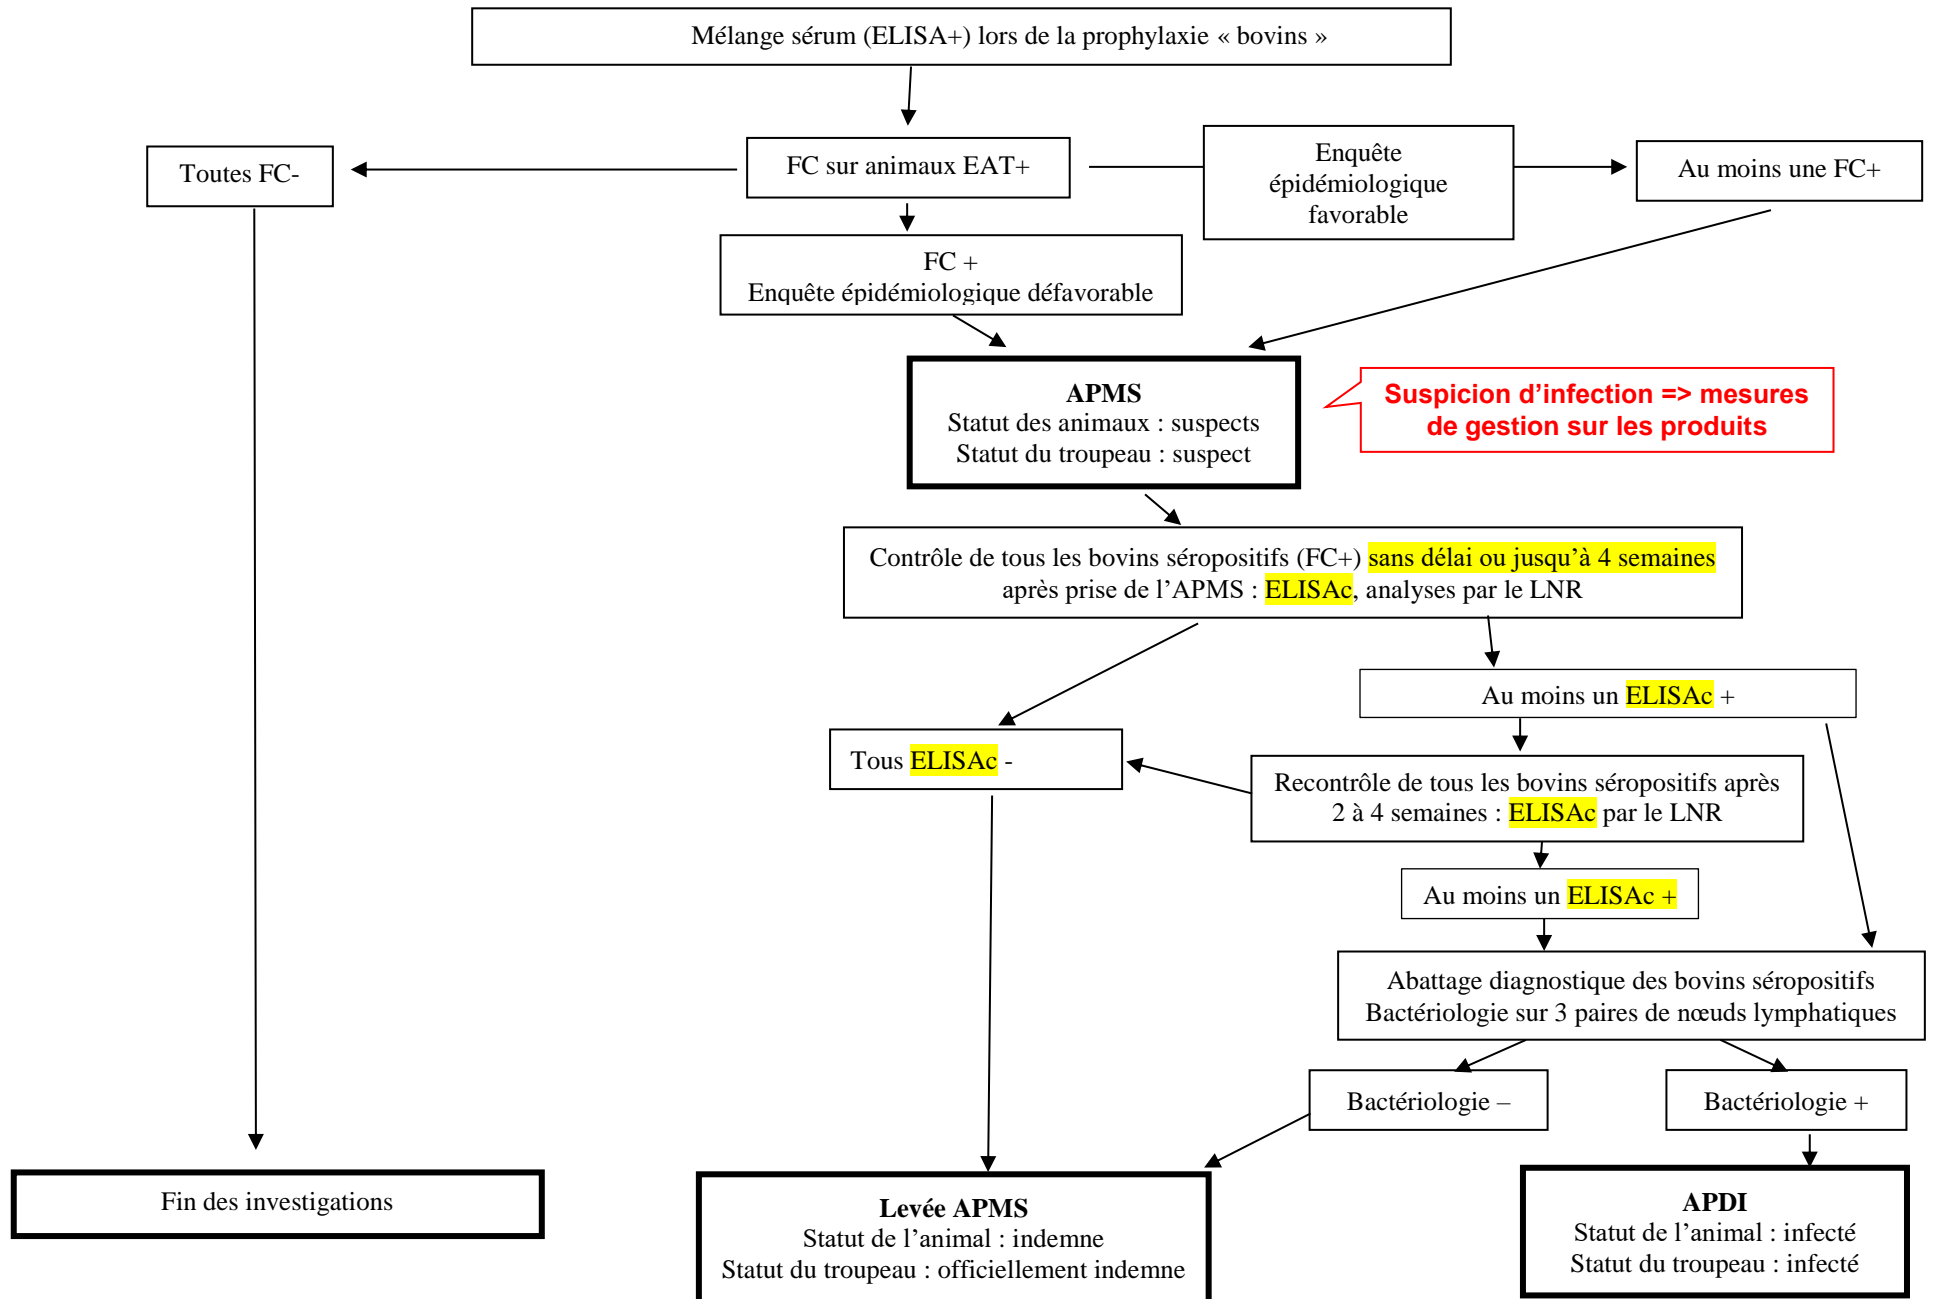 Mélange sérum (ELISA+) lors de la prophylaxie « bovins »
Toutes FC-
FC sur animaux EAT+
Enquête
épidémiologique
favorable
Au moins une FC+
FC +
Enquête épidémiologique défavorable
APMS
Statut des animaux : suspects
Statut du troupeau : suspect
Suspicion d’infection => mesures
de gestion sur les produits
Contrôle de tous les bovins séropositifs (FC+) sans délai ou jusqu’à 4 semaines
après prise de l’APMS : ELISAc, analyses par le LNR
Au moins un ELISAc +
Tous ELISAc -
Recontrôle de tous les bovins séropositifs après
2 à 4 semaines : ELISAc par le LNR
Au moins un ELISAc +
Abattage diagnostique des bovins séropositifs
Bactériologie sur 3 paires de nœuds lymphatiques
Bactériologie –
Bactériologie +
Fin des investigations
Levée APMS
Statut de l’animal : indemne
Statut du troupeau : officiellement indemne
APDI
Statut de l’animal : infecté
Statut du troupeau : infecté